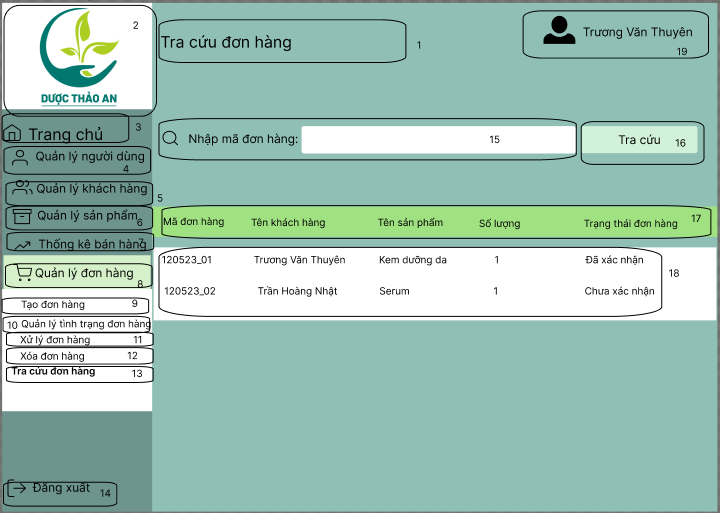 2
DƯỢC THẢO AN
Tra cứu đơn hàng
1
Trương Văn Thuyên
19
Trang chủ
3
Quản lý người dùng
4
Quản lý khách hàng
5
Quản lý sản phẩm
6
Thống kê bán hàng
7
Quản lý đơn hàng
8
Tạo đơn hàng
9
10 Quản lý tình trạng đơn hàng
Xử lý đơn hàng
11
Xóa đơn hàng
12
Tra cứu đơn hàng
13
Đăng xuất
14
Nhập mã đơn hàng:
15
Tra cứu
16
Mã đơn hàng Tên khách hàng Tên sản phẩm Số lượng Trạng thái đơn hàng
17
120523_01 Trương Văn Thuyên Kem dưỡng da 1 Đã xác nhận
18
120523_02 Trần Hoàng Nhật Serum 1 Chưa xác nhận